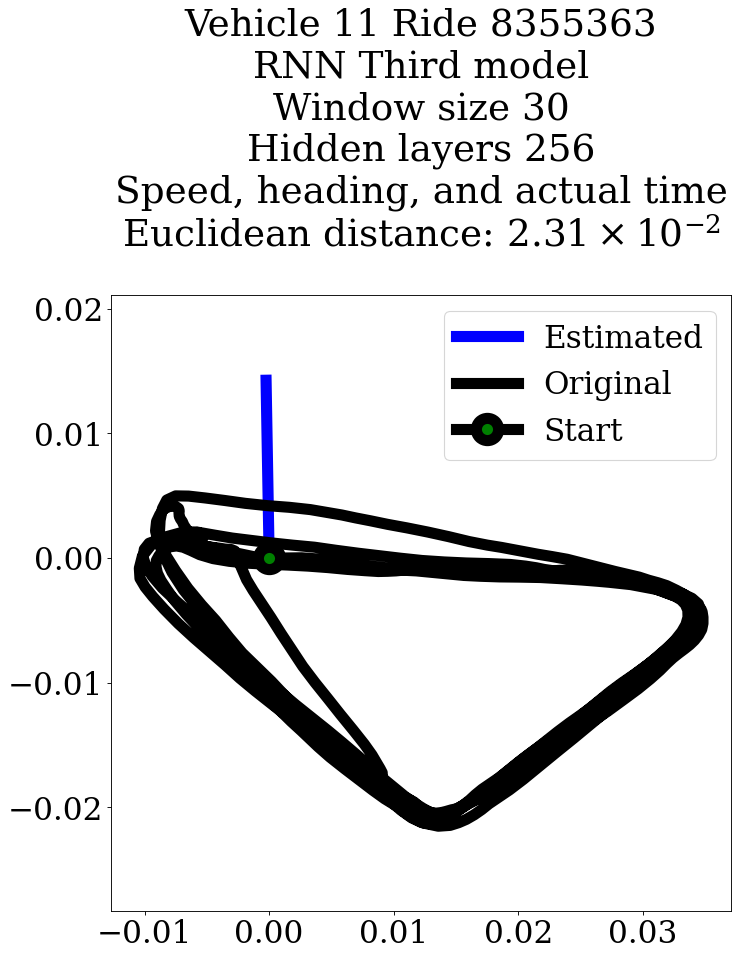 Vehicle 11 Ride 8355363
RNN Third model
Window size 30
Hidden layers 256
Speed, heading, and actual time
Euclidean distance: 2.31 × 10⁻²
0.02
0.01
0.00
−0.01
−0.02
Estimated
Original
Start
−0.01 0.00 0.01 0.02 0.03